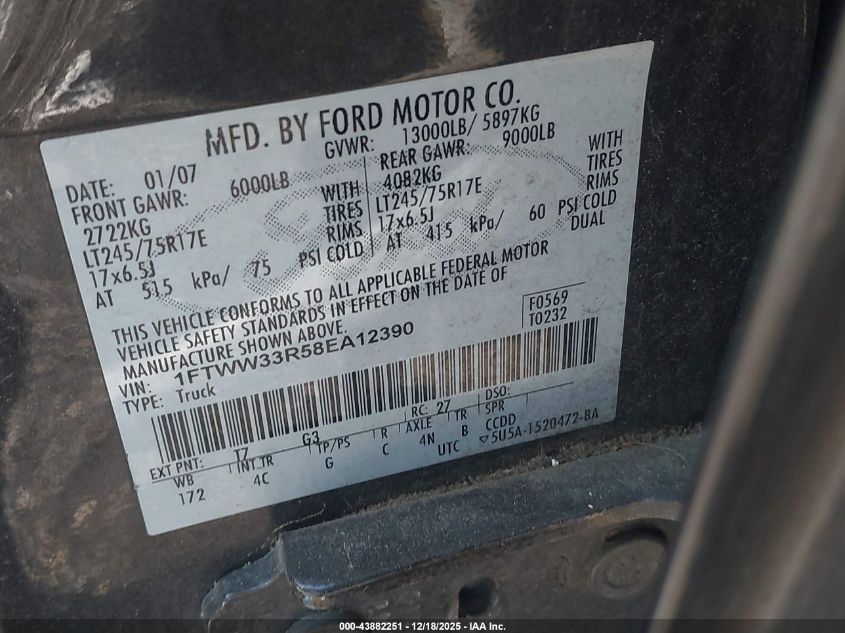 MFD. BY FORD MOTOR CO.
DATE: 01/07 GVWR: 13000LB/ 5897KG
FRONT GAWR: 6000LB REAR GAWR: 9000LB
2722KG WITH 4082KG WITH
LT245/75R17E TIRES LT245/75R17E TIRES
17x6.5J RIMS 17x6.5J RIMS
AT 515 kPa/ 75 PSI COLD AT 415 kPa/ 60 PSI COLD
DUAL
THIS VEHICLE CONFORMS TO ALL APPLICABLE FEDERAL MOTOR
VEHICLE SAFETY STANDARDS IN EFFECT ON THE DATE OF
MANUFACTURE SHOWN ABOVE.
F0569
T0232
VIN: 1FTWW33R58EA12390
TYPE: Truck
EXT PNT: T7 G3 RC: 27 DSO:
WB INT TR TP/PS R AXLE TR SPR
172 4C G C 4N B CCDD
UTC ▽5U5A-1520472-BA
000-43882251 - 12/18/2025 - IAA Inc.